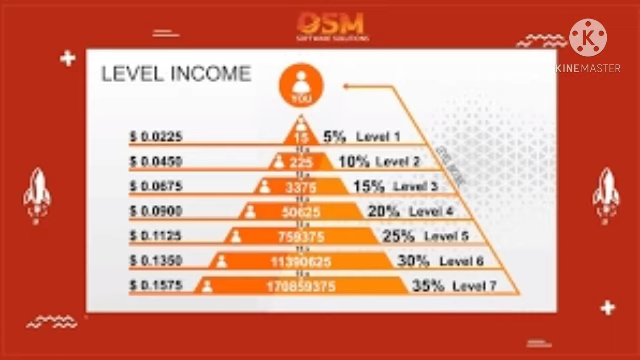 OSM
SOFTWARE SOLUTIONS
KINEMASTER
LEVEL INCOME
YOU
$ 0.0225 15 5% Level 1
$ 0.0450 225 10% Level 2
$ 0.0675 3375 15% Level 3
$ 0.0900 50625 20% Level 4
$ 0.1125 759375 25% Level 5
$ 0.1350 11390625 30% Level 6
$ 0.1575 170859375 35% Level 7